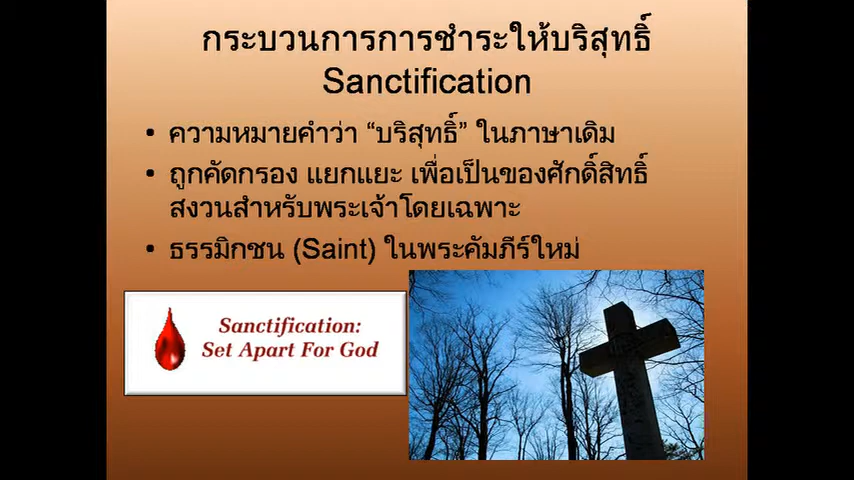 กระบวนการการชำระให้บริสุทธิ์
Sanctification
• ความหมายคำว่า “บริสุทธิ์” ในภาษาเดิม
• ถูกคัดกรอง แยกแยะ เพื่อเป็นของศักดิ์สิทธิ์
สงวนสำหรับพระเจ้าโดยเฉพาะ
• ธรรมิกชน (Saint) ในพระคัมภีร์ใหม่
Sanctification:
Set Apart For God